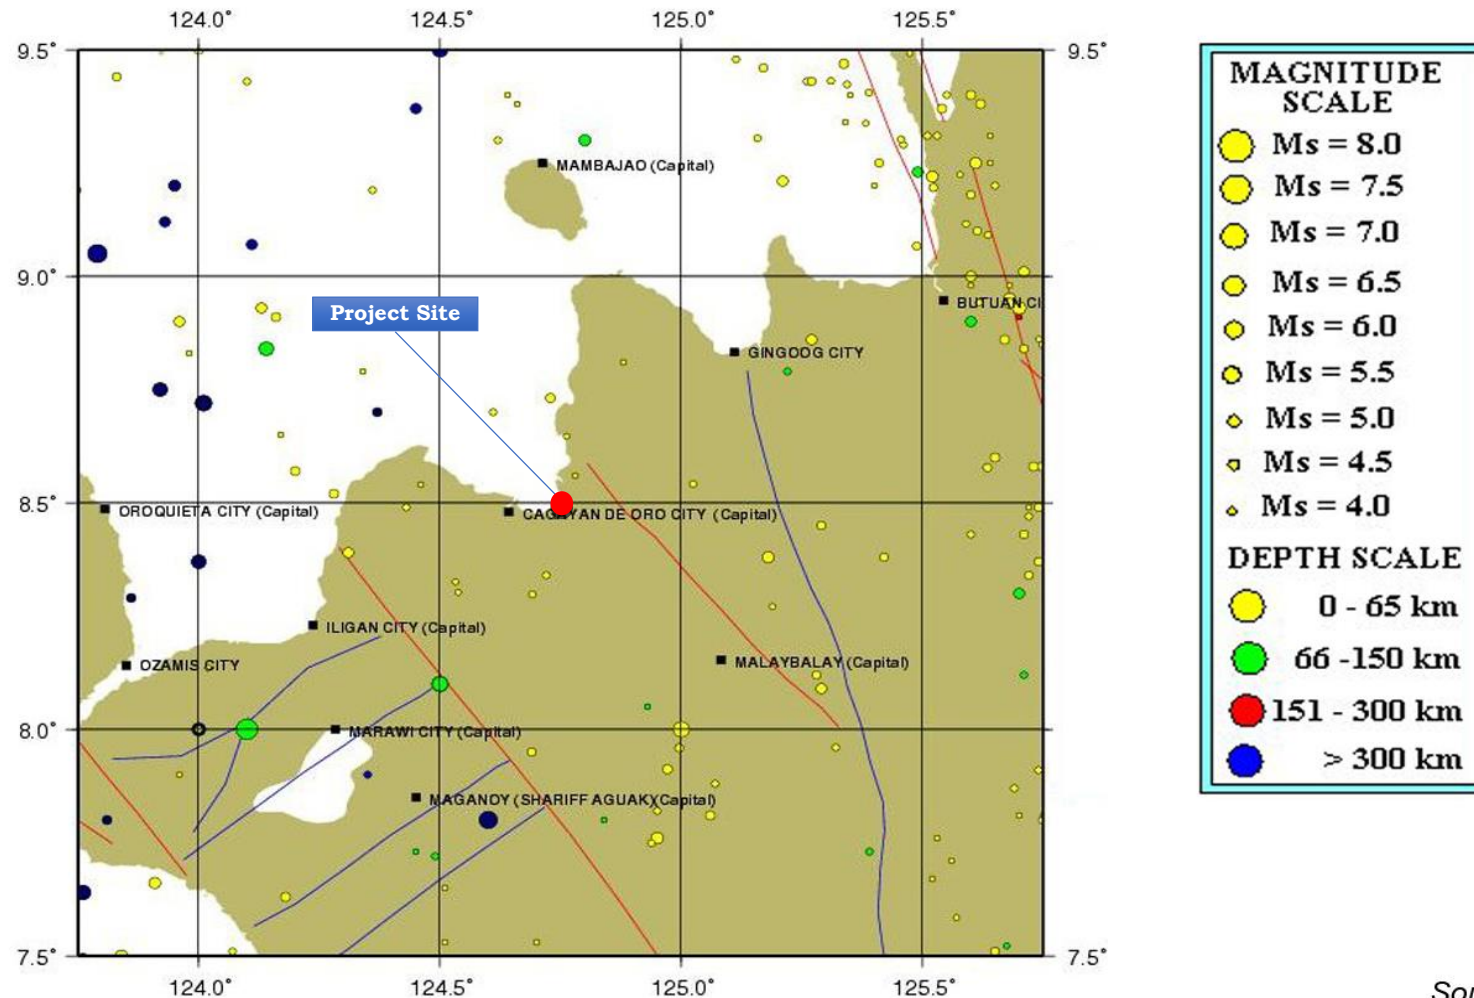 124.0° 124.5° 125.0° 125.5°
9.5° 9.5°
MAMBAJAO (Capital)
9.0° 9.0°
Project Site
BUTUAN CI
GINGOOG CITY
8.5° 8.5°
OROQUIETA CITY (Capital)
CAGAYAN DE ORO CITY (Capital)
ILIGAN CITY (Capital)
OZAMIS CITY
MALAYBALAY (Capital)
8.0° 8.0°
MARAWI CITY (Capital)
MAGANOY (SHARIFF AGUAK)(Capital)
7.5° 7.5°
124.0° 124.5° 125.0° 125.5°
MAGNITUDE
SCALE
Ms = 8.0
Ms = 7.5
Ms = 7.0
Ms = 6.5
Ms = 6.0
Ms = 5.5
Ms = 5.0
Ms = 4.5
Ms = 4.0
DEPTH SCALE
0 - 65 km
66 -150 km
151 - 300 km
> 300 km